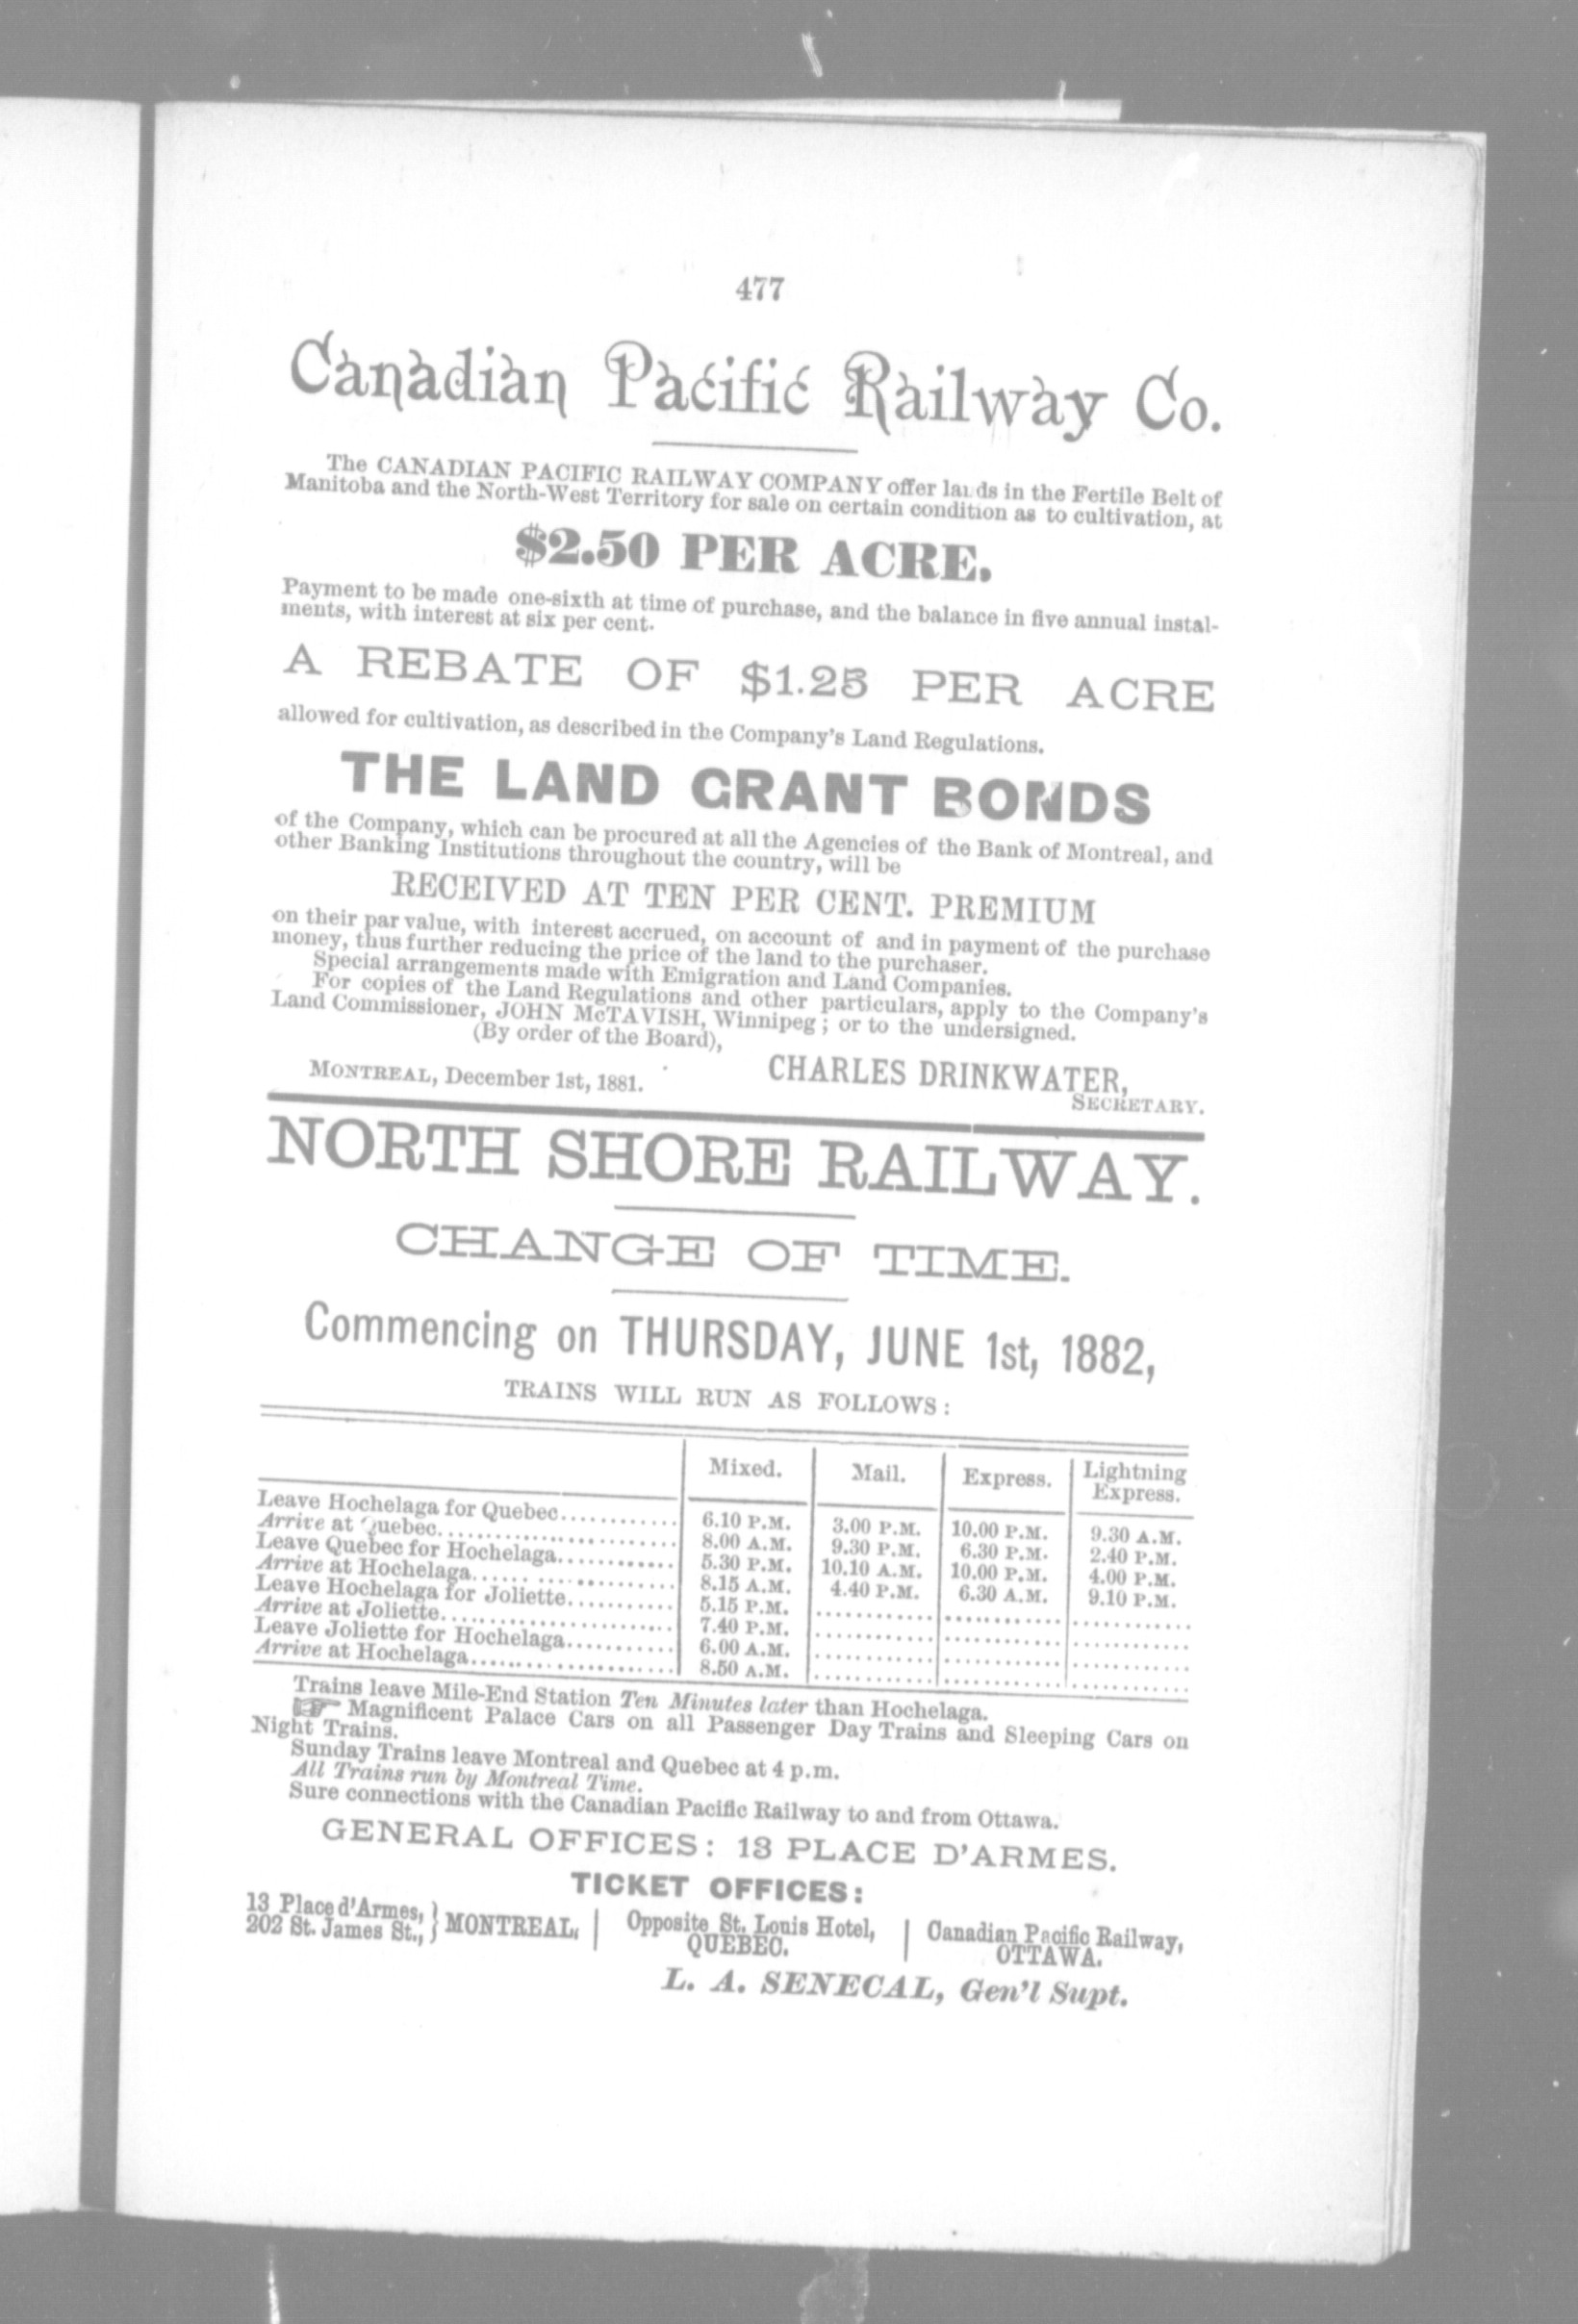 477
Canadian Pacific Railway Co.
The CANADIAN PACIFIC RAILWAY COMPANY offer lands in the Fertile Belt of
Manitoba and the North-West Territory for sale on certain condition as to cultivation, at
$2.50 PER ACRE.
Payment to be made one-sixth at time of purchase, and the balance in five annual instal-
ments, with interest at six per cent.
A REBATE OF $1.25 PER ACRE
allowed for cultivation, as described in the Company's Land Regulations.
THE LAND GRANT BONDS
of the Company, which can be procured at all the Agencies of the Bank of Montreal, and
other Banking Institutions throughout the country, will be
RECEIVED AT TEN PER CENT. PREMIUM
on their par value, with interest accrued, on account of and in payment of the purchase
money, thus further reducing the price of the land to the purchaser.
Special arrangements made with Emigration and Land Companies.
For copies of the Land Regulations and other particulars, apply to the Company's
Land Commissioner, JOHN McTAVISH, Winnipeg; or to the undersigned.
(By order of the Board),
CHARLES DRINKWATER,
MONTREAL, December 1st, 1881.
SECRETARY.
NORTH SHORE RAILWAY.
CHANGE OF TIME.
Commencing on THURSDAY, JUNE 1st, 1882,
TRAINS WILL RUN AS FOLLOWS:
Mixed. Mail. Express. Lightning Express.
Leave Hochelaga for Quebec............ 6.10 P.M. 3.00 P.M. 10.00 P.M. 9.30 A.M.
Arrive at Quebec........................ 8.00 A.M. 9.30 P.M. 6.30 P.M. 2.40 P.M.
Leave Quebec for Hochelaga............ 5.30 P.M. 10.10 A.M. 10.00 P.M. 4.00 P.M.
Arrive at Hochelaga..................... 8.15 A.M. 4.40 P.M. 6.30 A.M. 9.10 P.M.
Leave Hochelaga for Joliette........... 5.15 P.M. ............ ............ ............
Arrive at Joliette........................ 7.40 P.M. ............ ............ ............
Leave Joliette for Hochelaga........... 6.00 A.M. ............ ............ ............
Arrive at Hochelaga..................... 8.50 A.M. ............ ............ ............
Trains leave Mile-End Station Ten Minutes later than Hochelaga.
☞ Magnificent Palace Cars on all Passenger Day Trains and Sleeping Cars on
Night Trains.
Sunday Trains leave Montreal and Quebec at 4 p.m.
All Trains run by Montreal Time.
Sure connections with the Canadian Pacific Railway to and from Ottawa.
GENERAL OFFICES: 13 PLACE D'ARMES.
TICKET OFFICES:
13 Place d'Armes,
202 St. James St., } MONTREAL. | Opposite St. Louis Hotel, | Canadian Pacific Railway,
QUEBEC. OTTAWA.
L. A. SENECAL, Gen'l Supt.